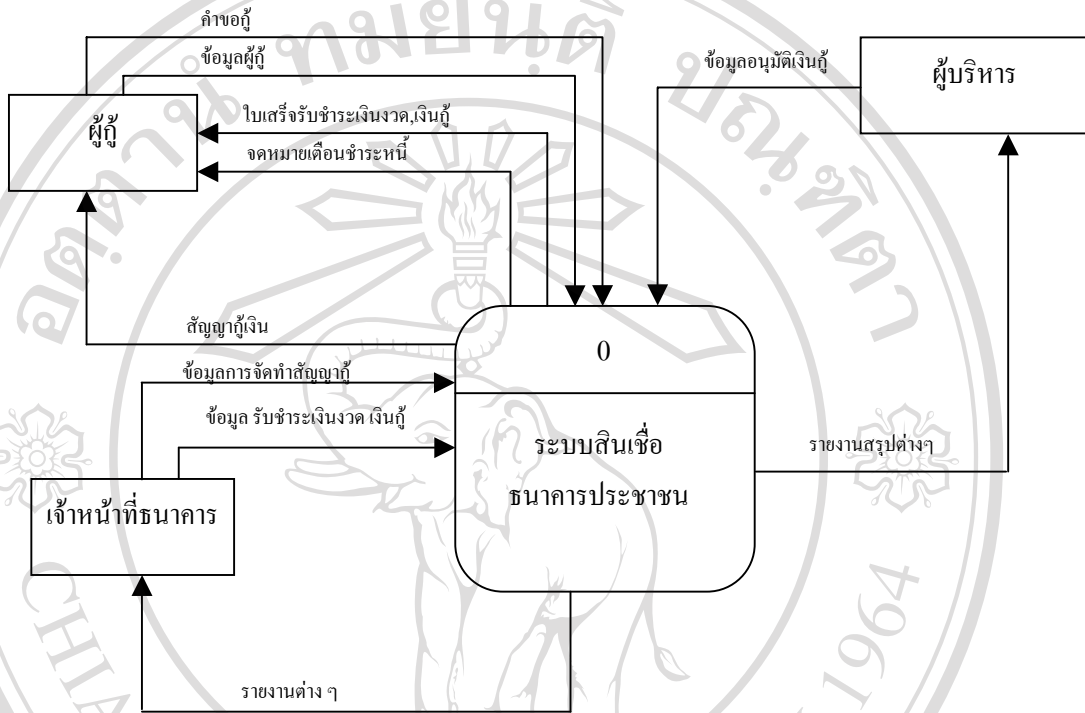 คำขอกู้
ข้อมูลผู้กู้
ข้อมูลอนุมัติเงินกู้
ผู้บริหาร
ผู้กู้
ใบเสร็จรับชำระเงินงวด,เงินกู้
จดหมายเตือนชำระหนี้
สัญญากู้เงิน
0
ข้อมูลการจัดทำสัญญากู้
ข้อมูล รับชำระเงินงวด เงินกู้
ระบบสินเชื่อ
ธนาคารประชาชน
รายงานสรุปต่างๆ
เจ้าหน้าที่ธนาคาร
รายงานต่าง ๆ
CHIA
1964